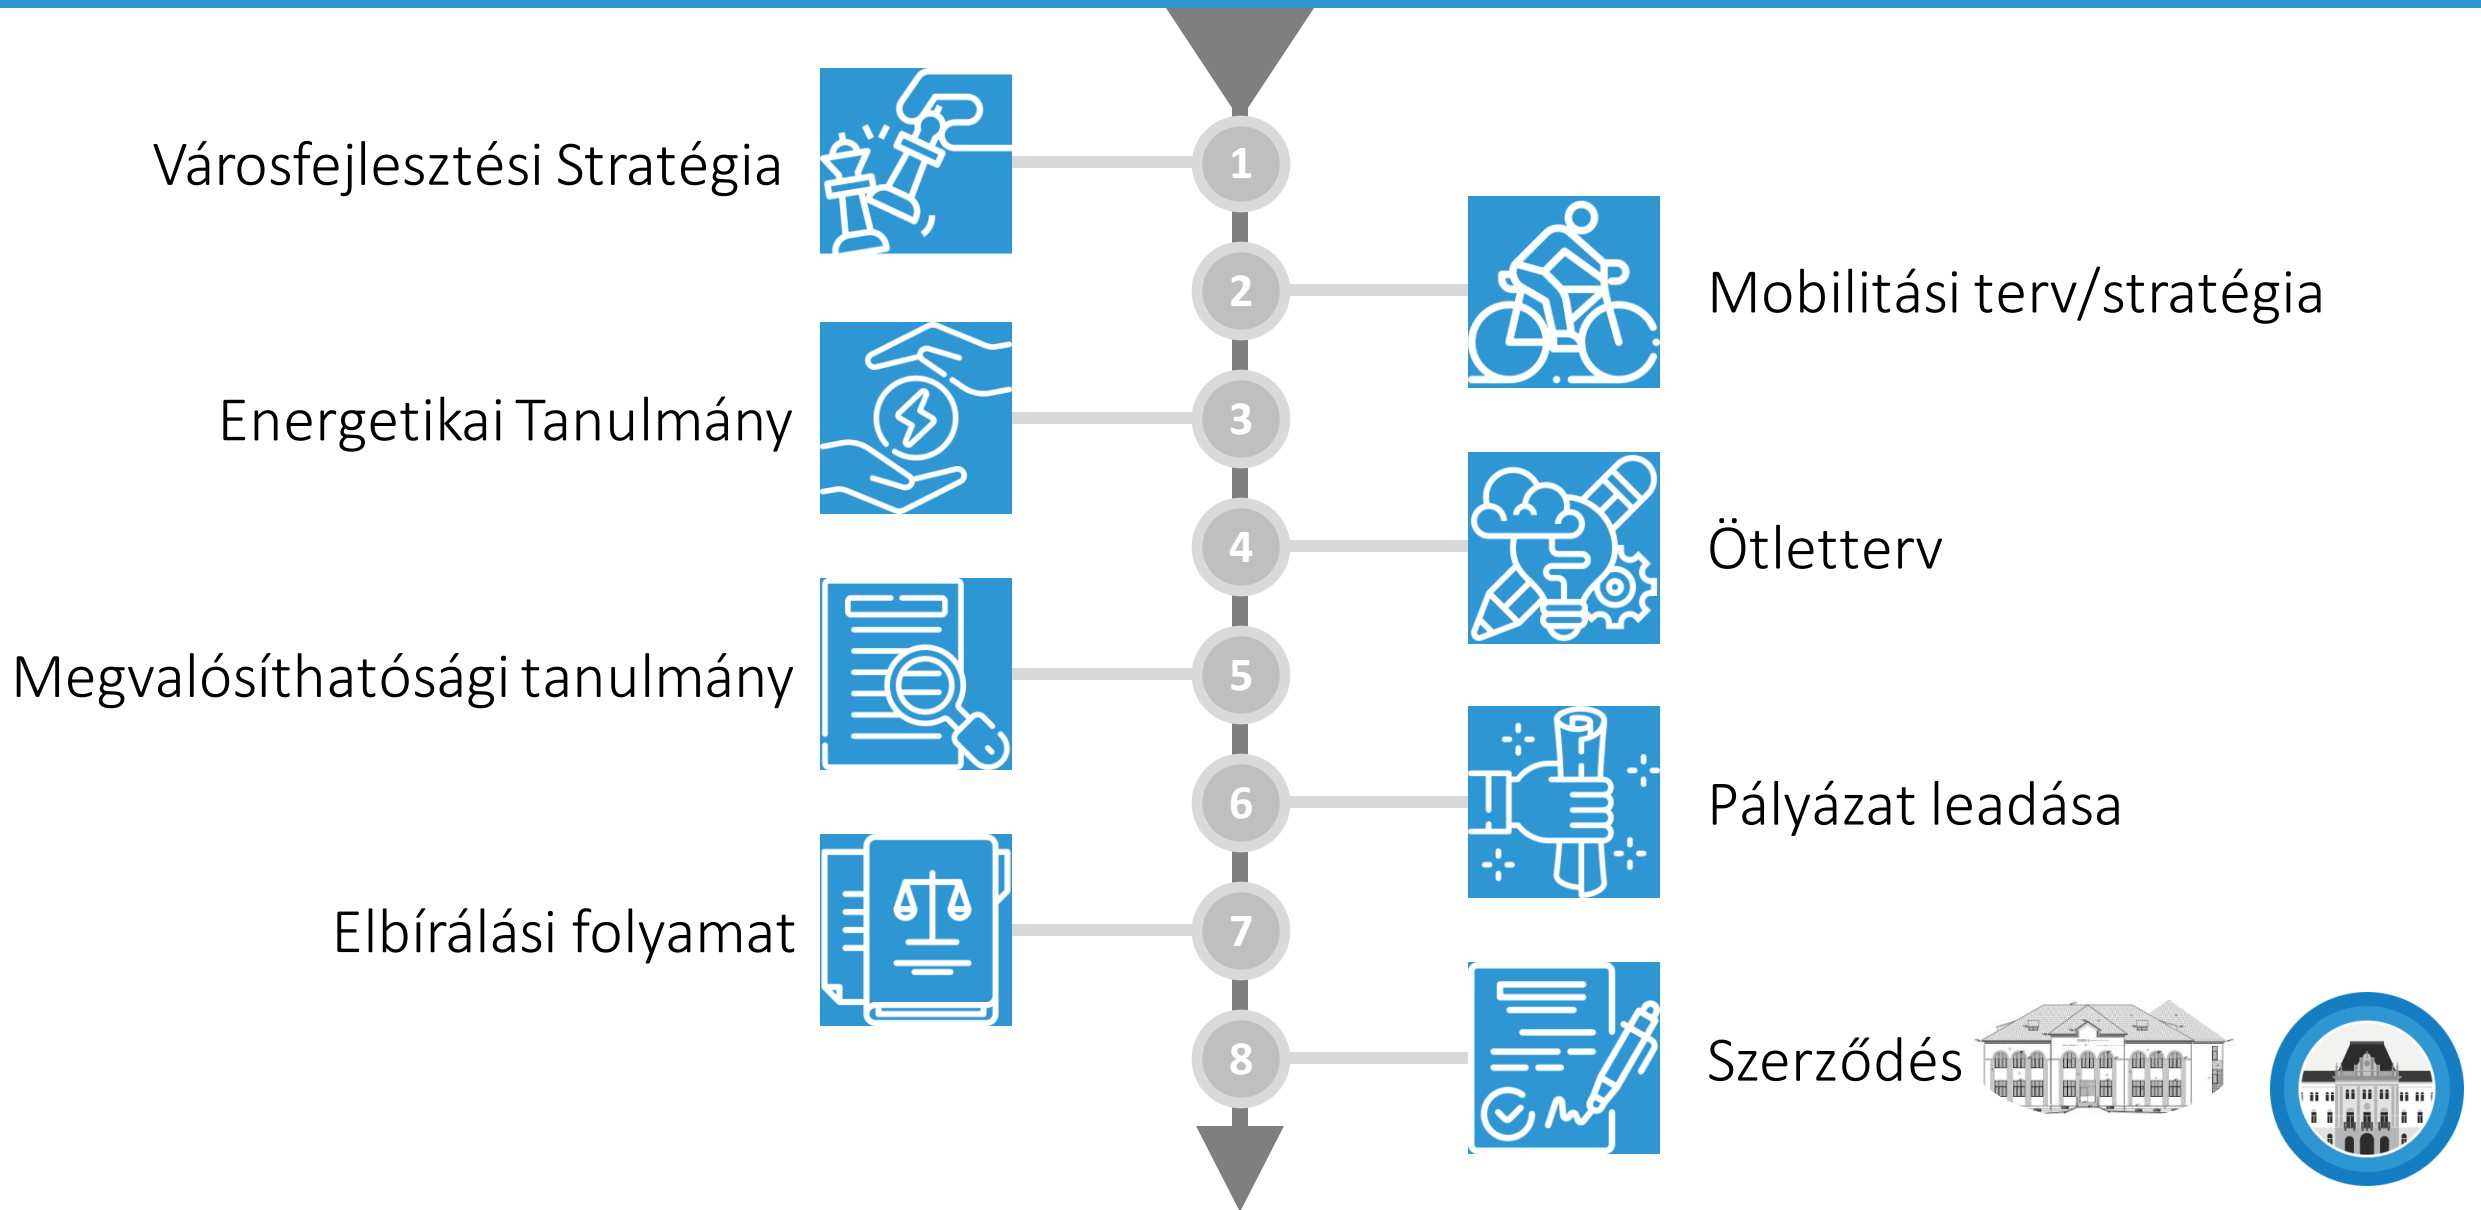 Városfejlesztési Stratégia
1
2
Mobilitási terv/stratégia
Energetikai Tanulmány
3
4
Ötletterv
Megvalósíthatósági tanulmány
5
6
Pályázat leadása
Elbírálási folyamat
7
8
Szerződés